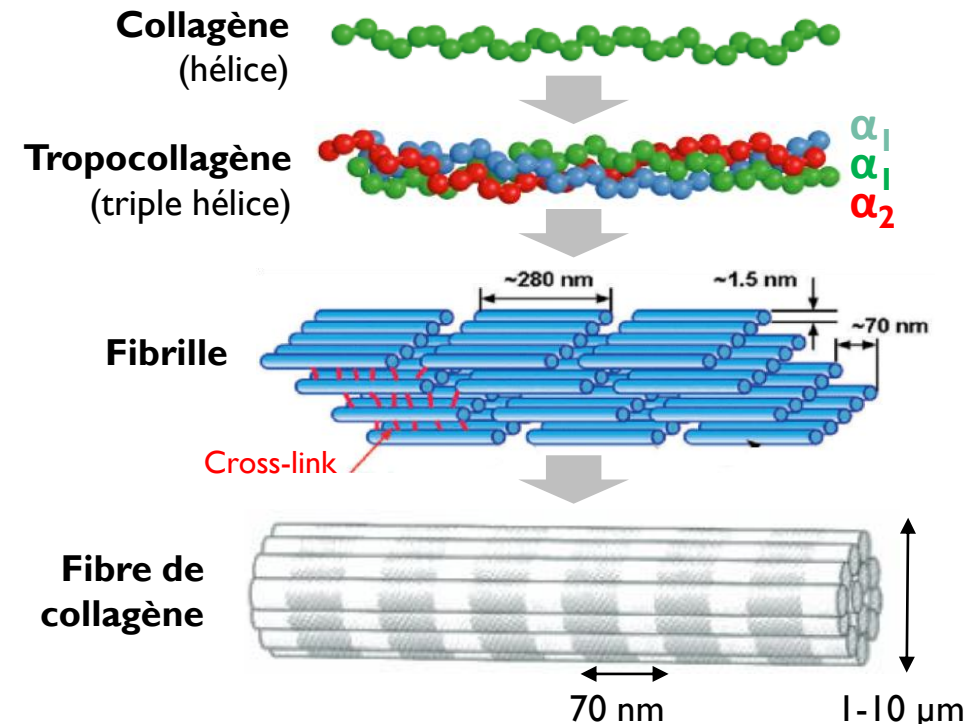 Collagène
(hélice)
Tropocollagène
(triple hélice)
α1
α1
α2
~280 nm
~1.5 nm
~70 nm
Fibrille
Cross-link
Fibre de
collagène
70 nm
1-10 µm